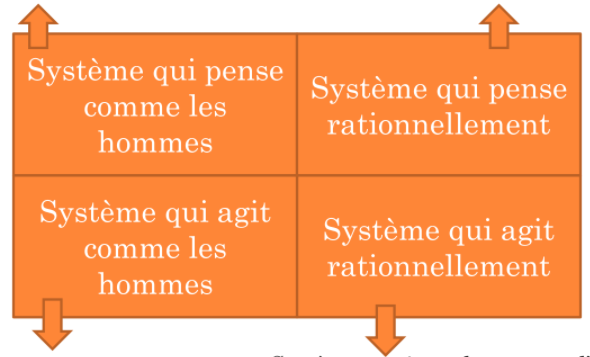 Système qui pense
comme les
hommes
Système qui pense
rationnellement
Système qui agit
comme les
hommes
Système qui agit
rationnellement